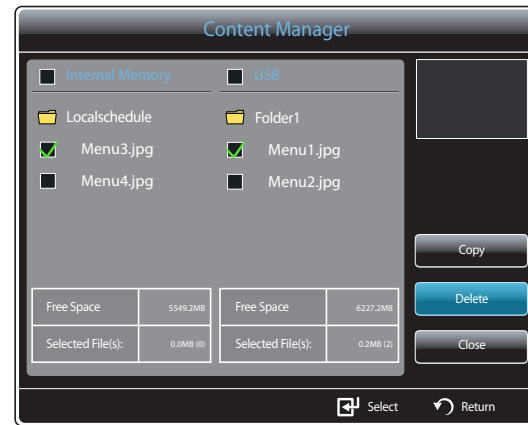 Content Manager
Internal Memory
USB
Localschedule
Folder1
Menu3.jpg
Menu1.jpg
Menu4.jpg
Menu2.jpg
Copy
Free Space 5549.2MB
Free Space 6227.2MB
Delete
Selected File(s): 0.0MB (0)
Selected File(s): 0.2MB (2)
Close
Select
Return